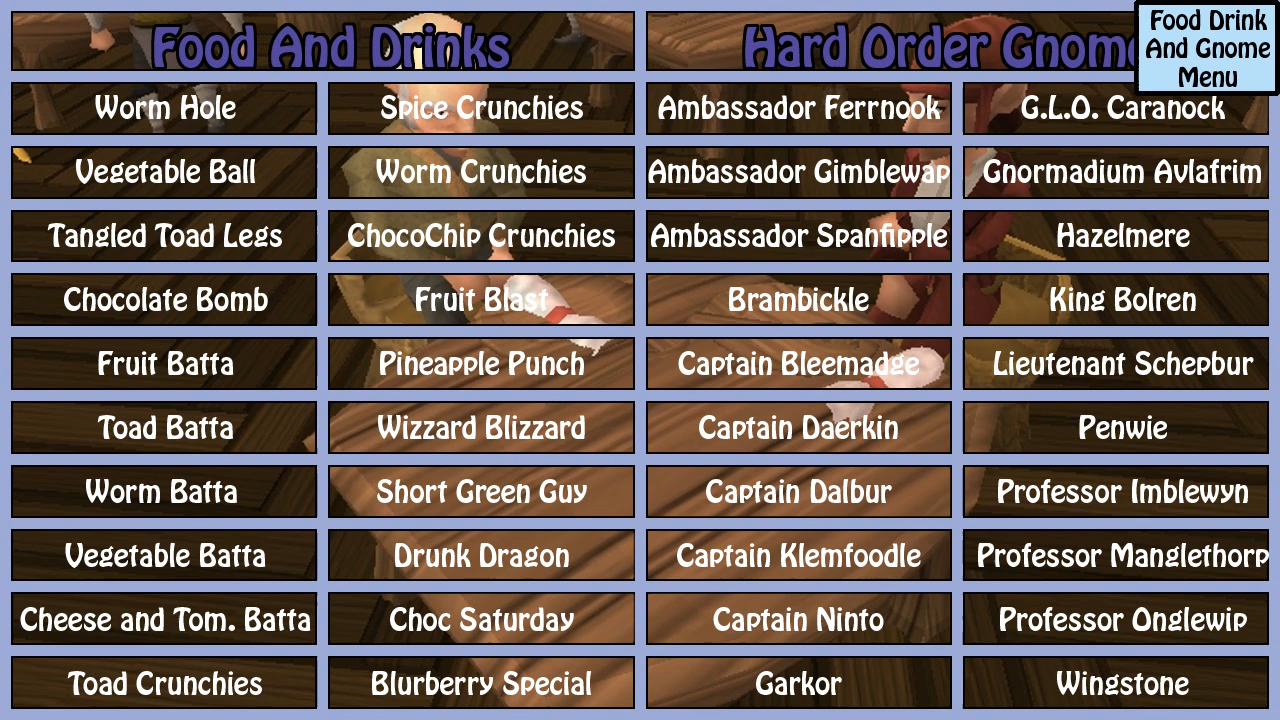 Food And Drinks
Hard Order Gnome
Food Drink
And Gnome
Menu
Worm Hole
Spice Crunchies
Ambassador Ferrnook
G.L.O. Caranock
Vegetable Ball
Worm Crunchies
Ambassador Gimblewap
Gnormadium Avlafrim
Tangled Toad Legs
ChocoChip Crunchies
Ambassador Spanfipple
Hazelmere
Chocolate Bomb
Fruit Blast
Brambickle
King Bolren
Fruit Batta
Pineapple Punch
Captain Bleemadge
Lieutenant Schepbur
Toad Batta
Wizzard Blizzard
Captain Daerkin
Penwie
Worm Batta
Short Green Guy
Captain Dalbur
Professor Imblewyn
Vegetable Batta
Drunk Dragon
Captain Klemfoodle
Professor Manglethorp
Cheese and Tom. Batta
Choc Saturday
Captain Ninto
Professor Onglewip
Toad Crunchies
Blurberry Special
Garkor
Wingstone